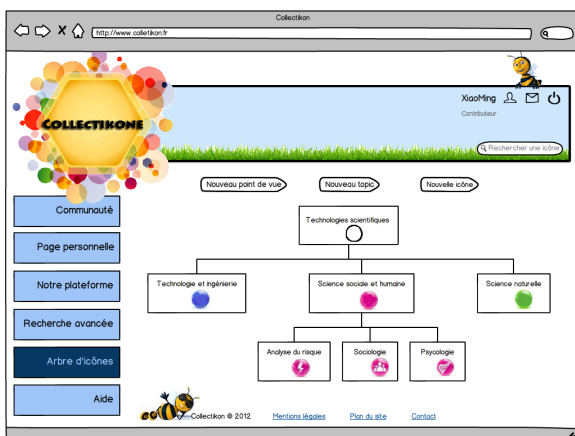 Collectikon
http://www.colletikon.fr
COLLECTIKONE
XiaoMing
Contributeur
Rechercher une icône
Nouveau point de vue
Nouveau topic
Nouvelle icône
Communauté
Page personnelle
Notre plateforme
Recherche avancée
Arbre d'icônes
Aide
Technologies scientifiques
Technologie et ingénierie
Science sociale et humaine
Science naturelle
Analyse du risque
Sociologie
Psycologie
Collectikon © 2012
Mentions légales
Plan du site
Contact